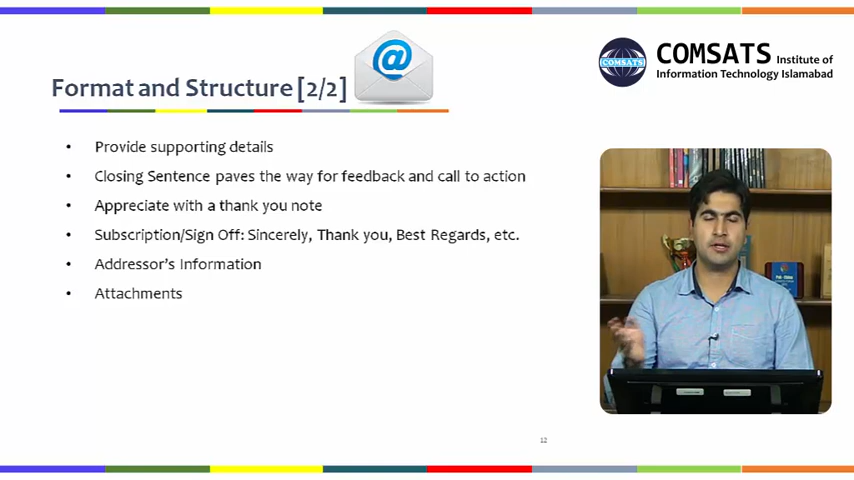 COMSATS Institute of
Information Technology Islamabad
COMSATS
Format and Structure [2/2]
@
• Provide supporting details
• Closing Sentence paves the way for feedback and call to action
• Appreciate with a thank you note
• Subscription/Sign Off: Sincerely, Thank you, Best Regards, etc.
• Addressor's Information
• Attachments
12